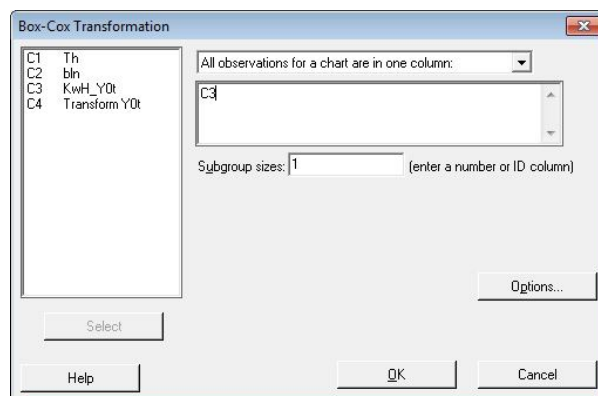 Box-Cox Transformation
C1 Th
C2 bln
C3 KwH_Y0t
C4 Transform Y0t
All observations for a chart are in one column:
C3
Subgroup sizes: 1 (enter a number or ID column)
Options...
Select
Help
OK
Cancel